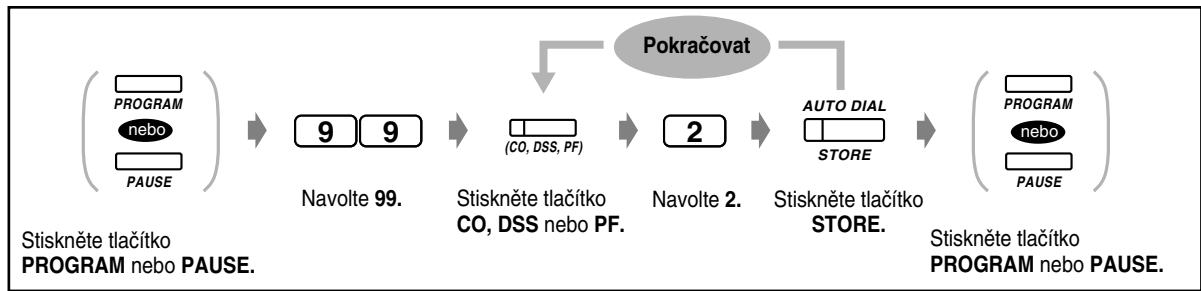 Pokračovat
PROGRAM
nebo
PAUSE
Stiskněte tlačítko
PROGRAM nebo PAUSE.
9 9
Navolte 99.
(CO, DSS, PF)
Stiskněte tlačítko
CO, DSS nebo PF.
2
Navolte 2.
AUTO DIAL
STORE
Stiskněte tlačítko
STORE.
PROGRAM
nebo
PAUSE
Stiskněte tlačítko
PROGRAM nebo PAUSE.